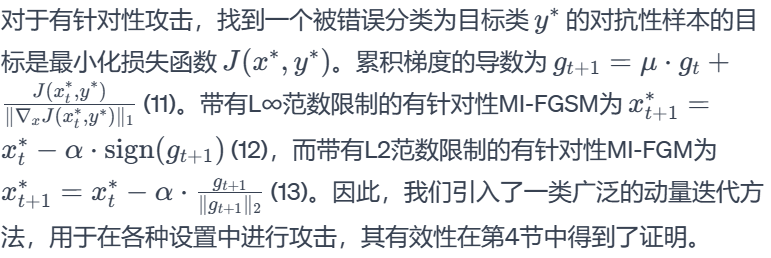 对于有针对性攻击，找到一个被错误分类为目标类 $y^*$ 的对抗性样本的目
标是最小化损失函数 $J(x^*, y^*)$。累积梯度的导数为 $g_{t+1} = \mu \cdot g_t +$
$\frac{J(x_t^*, y^*)}{\|\nabla_x J(x_t^*, y^*)\|_1}$ (11)。带有L∞范数限制的有针对性MI-FGSM为 $x_{t+1}^* =$
$x_t^* - \alpha \cdot \text{sign}(g_{t+1})$ (12)，而带有L2范数限制的有针对性MI-FGM为
$x_{t+1}^* = x_t^* - \alpha \cdot \frac{g_{t+1}}{\|g_{t+1}\|_2}$ (13)。因此，我们引入了一类广泛的动量迭代方
法，用于在各种设置中进行攻击，其有效性在第4节中得到了证明。